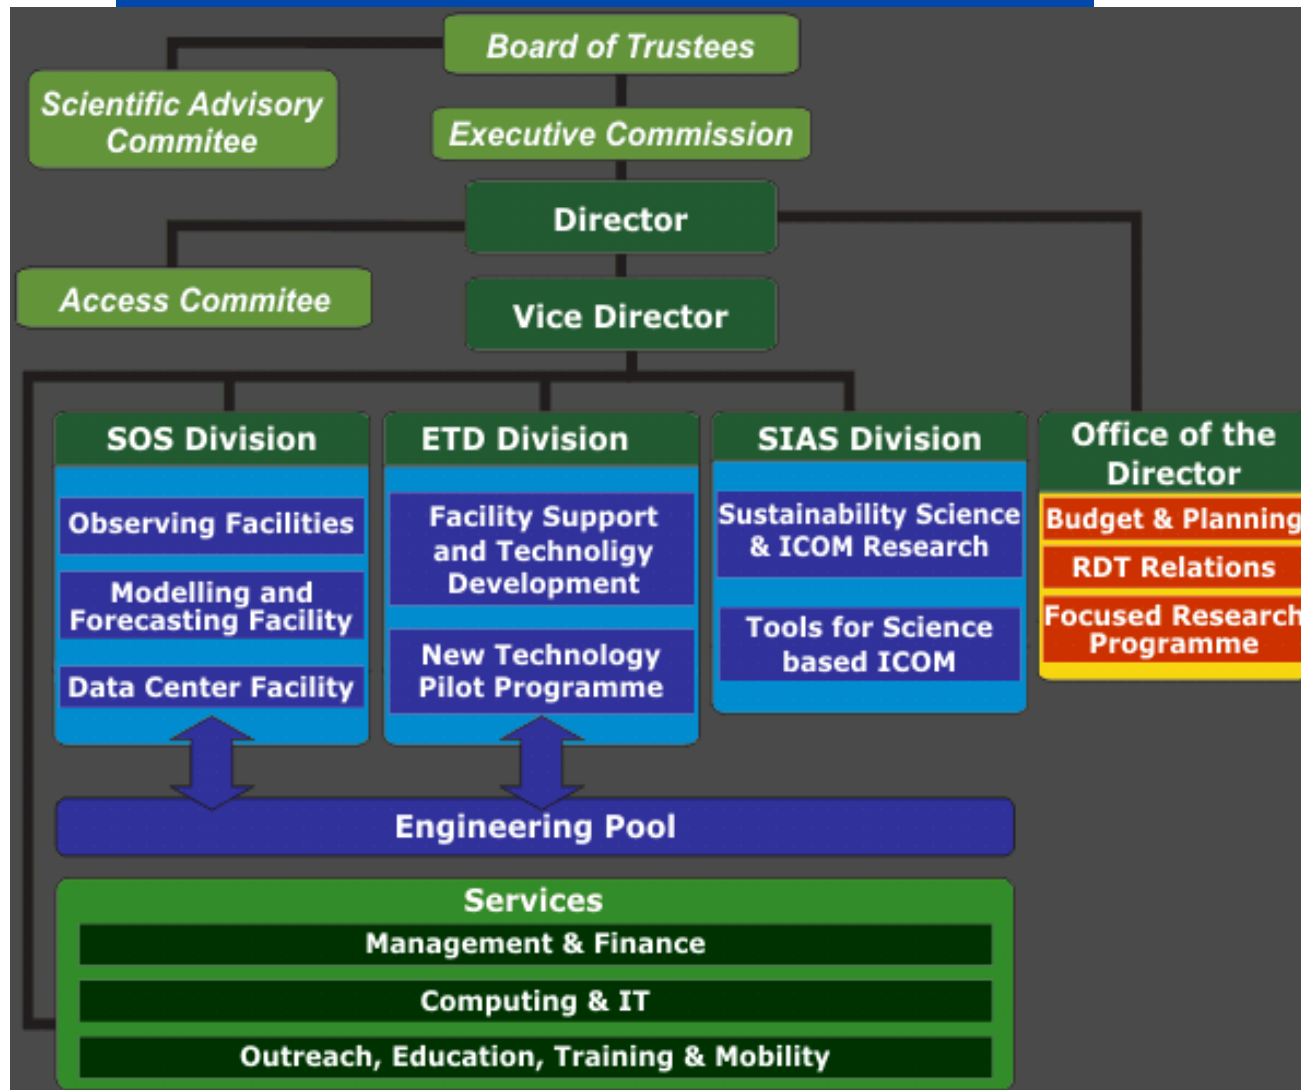 Board of Trustees
Scientific Advisory
Commitee
Executive Commission
Director
Access Commitee
Vice Director
SOS Division
Observing Facilities
Modelling and
Forecasting Facility
Data Center Facility
ETD Division
Facility Support
and Technoligy
Development
New Technology
Pilot Programme
SIAS Division
Sustainability Science
& ICOM Research
Tools for Science
based ICOM
Office of the
Director
Budget & Planning
RDT Relations
Focused Research
Programme
Engineering Pool
Services
Management & Finance
Computing & IT
Outreach, Education, Training & Mobility